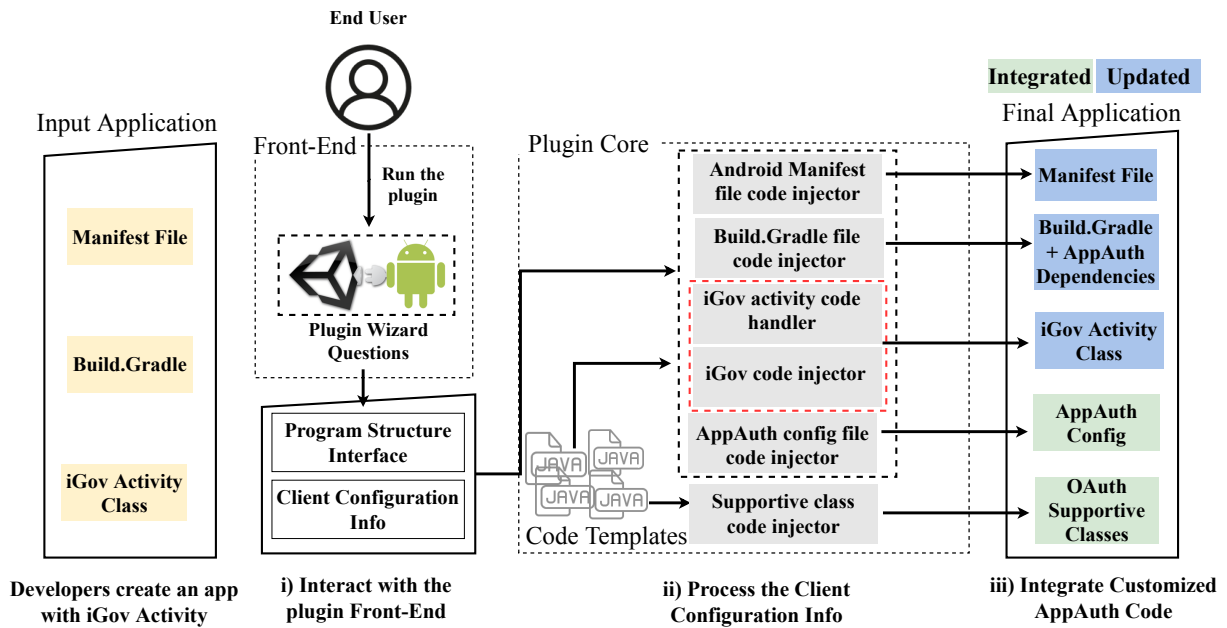 End User
Integrated
Updated
Input Application
Front-End
Plugin Core
Final Application
Run the
plugin
Manifest File
Build.Gradle
iGov Activity
Class
Plugin Wizard
Questions
Program Structure
Interface
Client Configuration
Info
Android Manifest
file code injector
Build.Gradle file
code injector
iGov activity code
handler
iGov code injector
AppAuth config file
code injector
Supportive class
code injector
JAVA
JAVA
JAVA
JAVA
Code Templates
Manifest File
Build.Gradle
+ AppAuth
Dependencies
iGov Activity
Class
AppAuth
Config
OAuth
Supportive
Classes
Developers create an app
with iGov Activity
i) Interact with the
plugin Front-End
ii) Process the Client
Configuration Info
iii) Integrate Customized
AppAuth Code